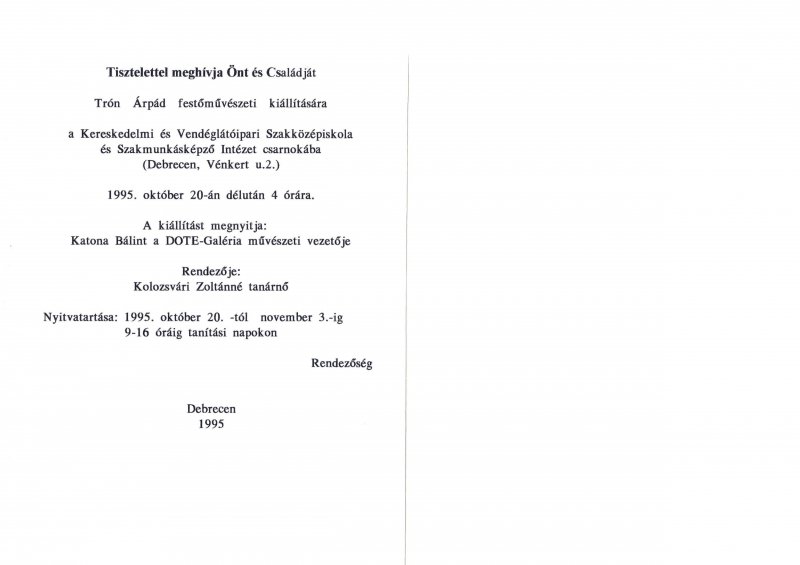 Tisztelettel meghívja Önt és Családját
Trón Árpád festőművészeti kiállítására
a Kereskedelmi és Vendéglátóipari Szakközépiskola
és Szakmunkásképző Intézet csarnokába
(Debrecen, Vénkert u.2.)
1995. október 20-án délután 4 órára.
A kiállítást megnyitja:
Katona Bálint a DOTE-Galéria művészeti vezetője
Rendezője:
Kolozsvári Zoltánné tanárnő
Nyitvatartása: 1995. október 20. -tól november 3.-ig
9-16 óráig tanítási napokon
Rendezőség
Debrecen
1995